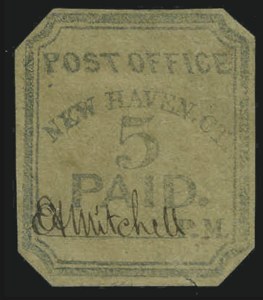 POST OFFICE
NEW HAVEN, CT
5
PAID.
E A Mitchell P.M.